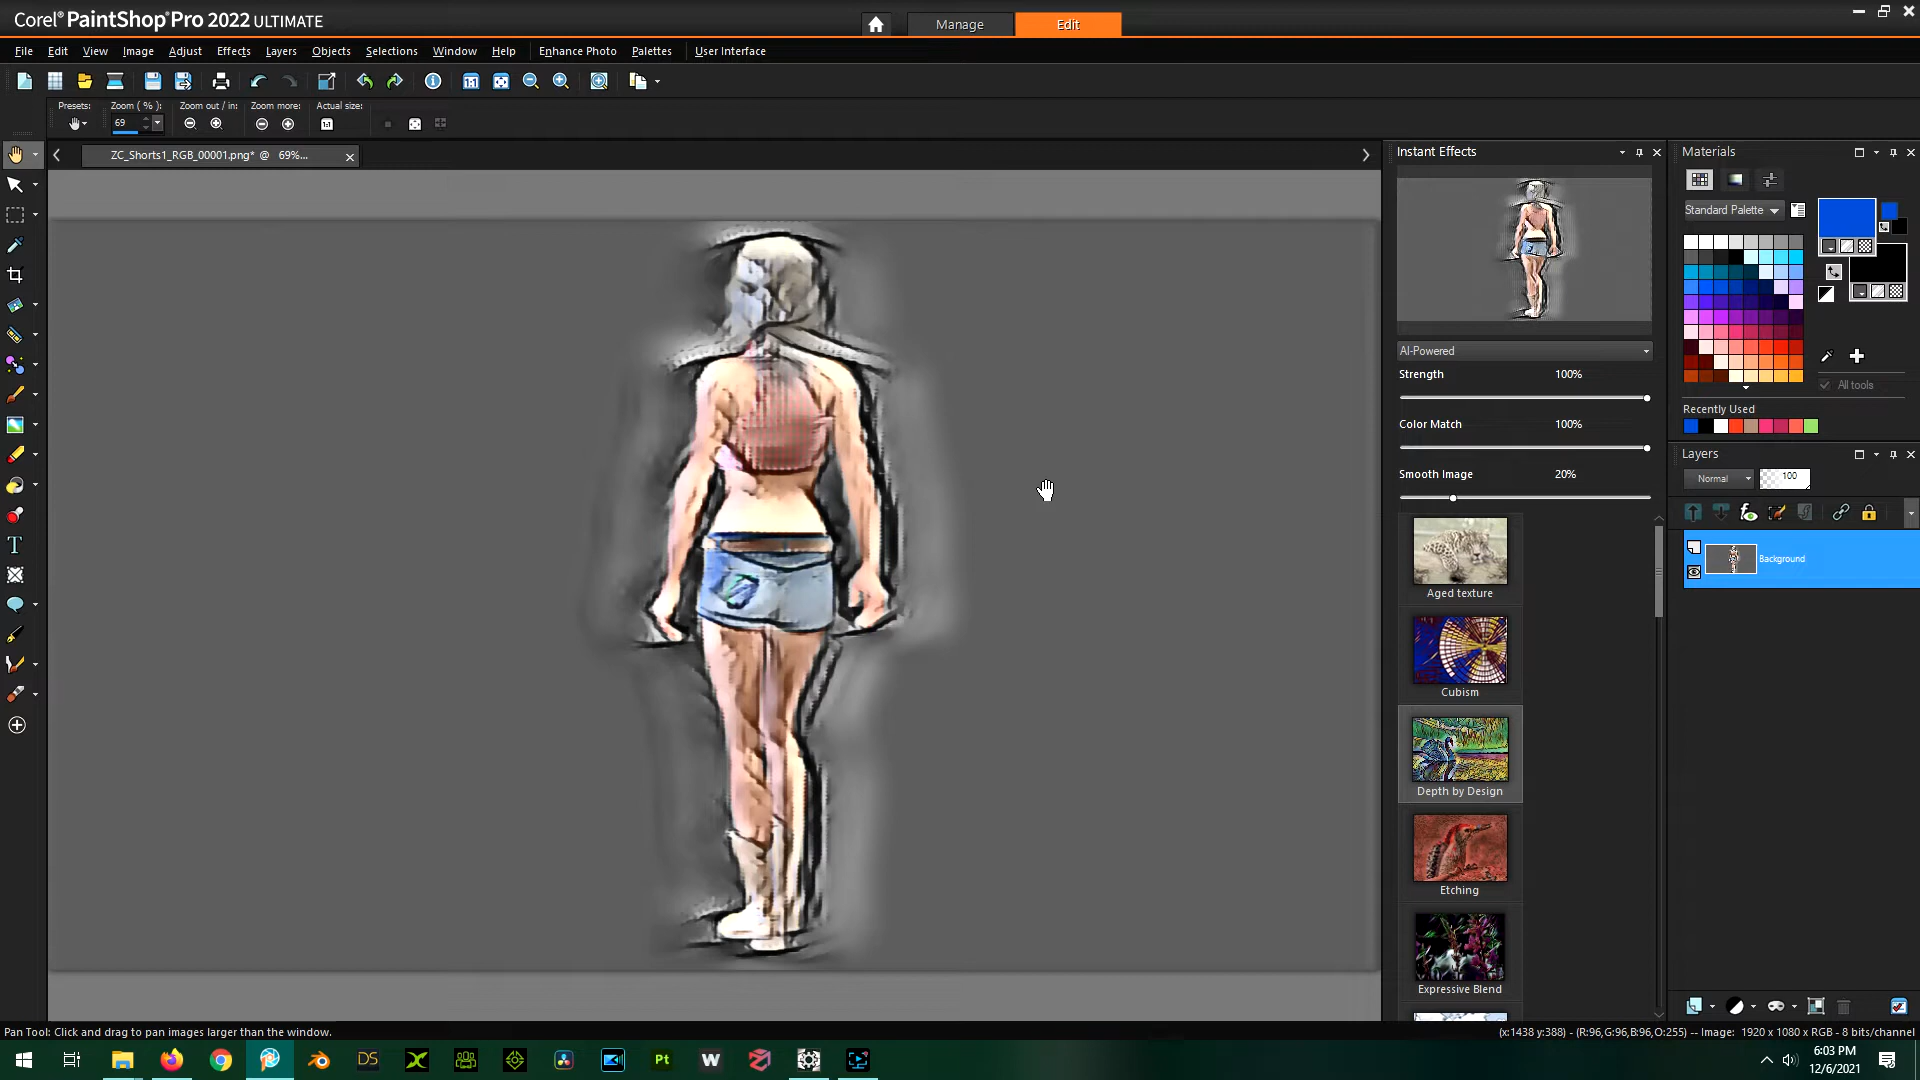 Corel® PaintShop® Pro 2022 ULTIMATE
Manage
Edit
File Edit View Image Adjust Effects Layers Objects Selections Window Help Enhance Photo Palettes User Interface
Presets: Zoom ( % ): Zoom out / in: Zoom more: Actual size:
69
ZC_Shorts1_RGB_00001.png* @ 69%...
Instant Effects
AI-Powered
Strength 100%
Color Match 100%
Smooth Image 20%
Aged texture
Cubism
Depth by Design
Etching
Expressive Blend
Materials
Standard Palette
All tools
Recently Used
Layers
Normal 100
Background
Pan Tool: Click and drag to pan images larger than the window.
(x:1438 y:388) -- (R:96,G:96,B:96,O:255) -- Image: 1920 x 1080 x RGB - 8 bits/channel
DS
Pt
W
6:03 PM
12/6/2021